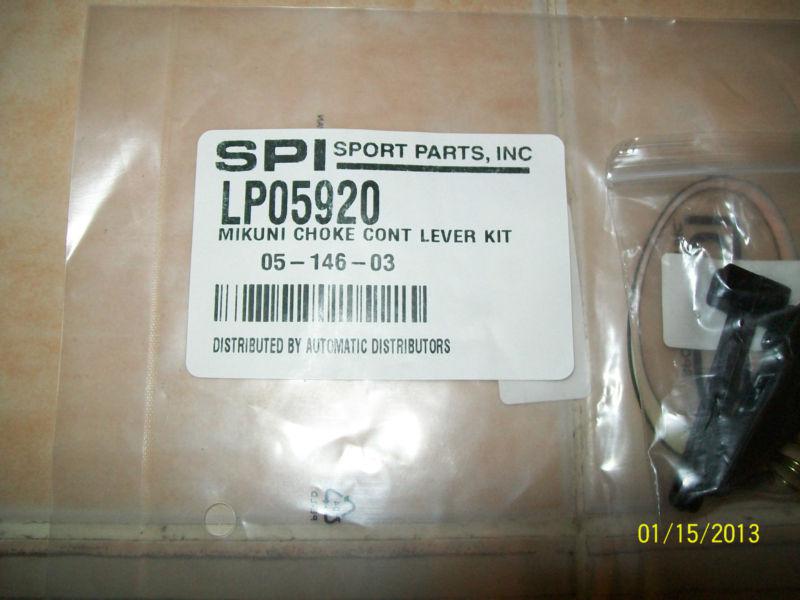 SPI SPORT PARTS, INC
LP05920
MIKUNI CHOKE CONT LEVER KIT
05-146-03
DISTRIBUTED BY AUTOMATIC DISTRIBUTORS
01/15/2013